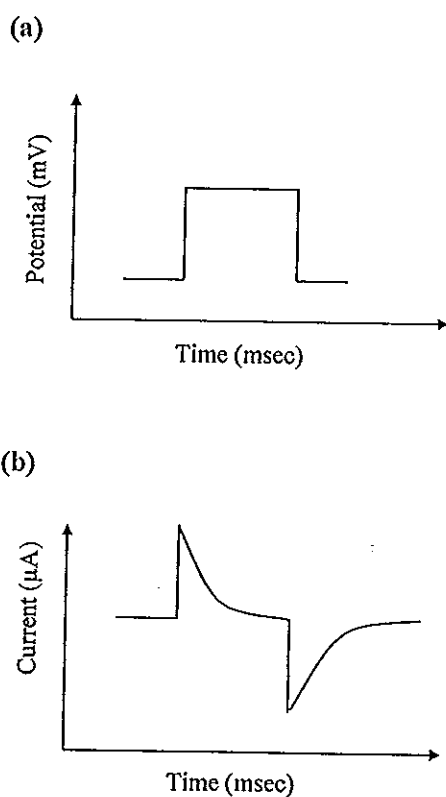 (a)
Potential (mV)
Time (msec)
(b)
Current (μA)
Time (msec)